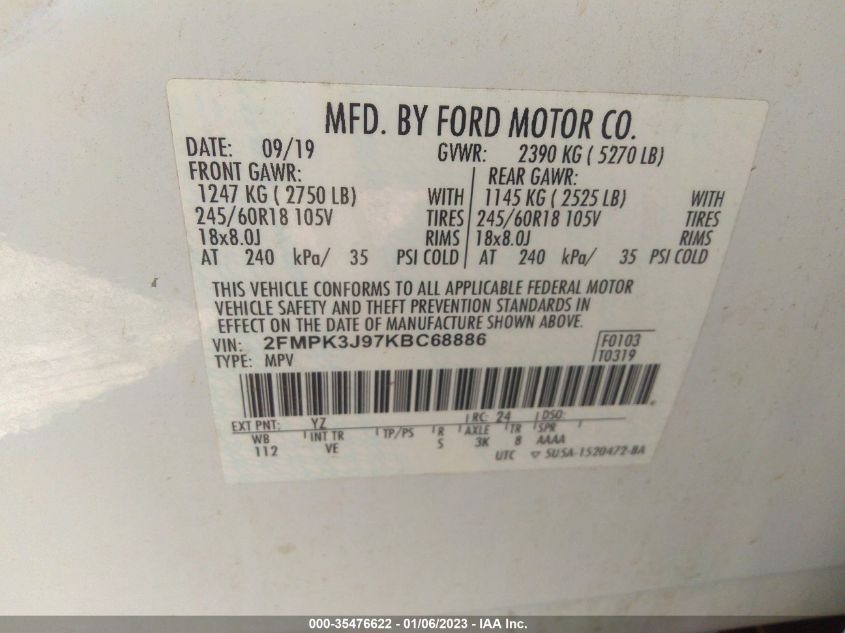 MFD. BY FORD MOTOR CO.
DATE: 09/19 GVWR: 2390 KG ( 5270 LB)
FRONT GAWR: REAR GAWR:
1247 KG ( 2750 LB) WITH 1145 KG ( 2525 LB) WITH
245/60R18 105V TIRES 245/60R18 105V TIRES
18x8.0J RIMS 18x8.0J RIMS
AT 240 kPa/ 35 PSI COLD AT 240 kPa/ 35 PSI COLD
THIS VEHICLE CONFORMS TO ALL APPLICABLE FEDERAL MOTOR
VEHICLE SAFETY AND THEFT PREVENTION STANDARDS IN
EFFECT ON THE DATE OF MANUFACTURE SHOWN ABOVE.
VIN: 2FMPK3J97KBC68886 F0103
TYPE: MPV T0319
EXT PNT: YZ RC: 24 DSO:
WB INT TR TP/PS R AXLE TR SPR
112 VE S 3K 8 AAAA
UTC ▽ SU5A-1520472-BA
000-35476622 - 01/06/2023 - IAA Inc.